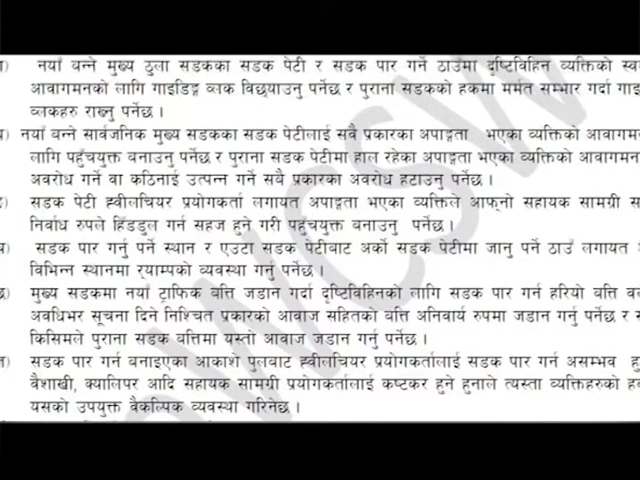 नयाँ बन्ने मुख्य ठुला सडकका सडक पेटी र सडक पार गर्ने ठाउँमा दृष्टिविहिन व्यक्तिको
आवागमनको लागि गाइडिङ्ग ब्लक विछ्याउनु पर्नेछ र पुराना सडकको हकमा मर्मत सम्भार गर्दा
ब्लकहरु राख्नु पर्नेछ ।
नयाँ बन्ने सार्वजनिक मुख्य सडकका सडक पेटीलाई सवै प्रकारका अपाङ्गता भएका व्यक्तिको
लागि पहुँचयुक्त बनाउनु पर्नेछ र पुराना सडक पेटीमा हाल रहेका अपाङ्गता भएका व्यक्तिको
अवरोध गर्ने वा कठिनाई उत्पन्न गर्ने सवै प्रकारका अवरोध हटाउनु पर्नेछ ।
सडक पेटी ह्वीलचियर प्रयोगकर्ता लगायत अपाङ्गता भएका व्यक्तिले आफ्नो सहायक सामग्री
निर्वाध रुपले हिँडडुल गर्न सहज हुने गरी पहुँचयुक्त बनाउनु पर्नेछ ।
सडक पार गर्नु पर्ने स्थान र एउटा सडक पेटीबाट अर्को सडक पेटीमा जानु पर्ने ठाउँ लगायत
विभिन्न स्थानमा र्‍याम्पको व्यवस्था गर्नु पर्नेछ ।
मुख्य सडकमा नयाँ ट्राफिक बत्ति जडान गर्दा दृष्टिविहिनको लागि सडक पार गर्न हरियो बत्ति
अवधिभर सूचना दिने निश्चित प्रकारको आवाज सहितको बत्ति अनिवार्य रुपमा जडान गर्नु पर्नेछ र
किसिमले पुराना सडक बत्तिमा यस्तो आवाज जडान गर्नु पर्नेछ ।
सडक पार गर्न बनाइएका आकाशे पुलबाट ह्वीलचियर प्रयोगकर्तालाई सडक पार गर्न असम्भव
वैशाखी, क्यालिपर आदि सहायक सामग्री प्रयोगकर्तालाई कष्टकर हुने हुनाले त्यस्ता व्यक्तिहरुको
यसको उपयुक्त वैकल्पिक व्यवस्था गरिनेछ ।